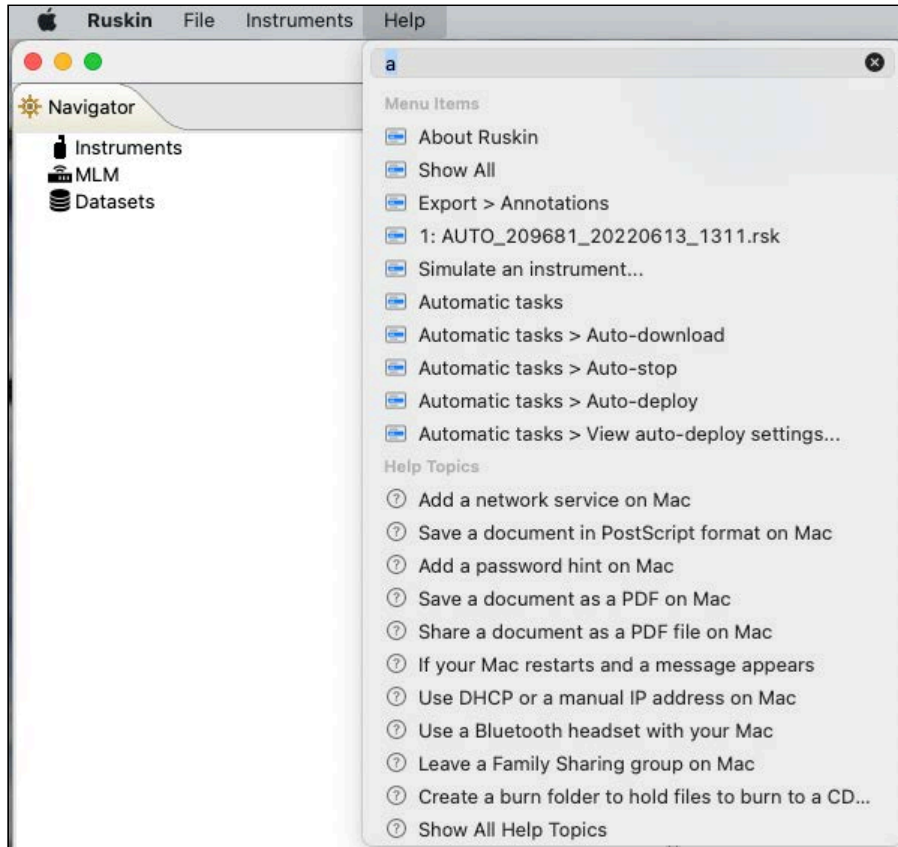 Ruskin File Instruments Help
a
Navigator
Instruments
MLM
Datasets
Menu Items
About Ruskin
Show All
Export > Annotations
1: AUTO_209681_20220613_1311.rsk
Simulate an instrument...
Automatic tasks
Automatic tasks > Auto-download
Automatic tasks > Auto-stop
Automatic tasks > Auto-deploy
Automatic tasks > View auto-deploy settings...
Help Topics
Add a network service on Mac
Save a document in PostScript format on Mac
Add a password hint on Mac
Save a document as a PDF on Mac
Share a document as a PDF file on Mac
If your Mac restarts and a message appears
Use DHCP or a manual IP address on Mac
Use a Bluetooth headset with your Mac
Leave a Family Sharing group on Mac
Create a burn folder to hold files to burn to a CD...
Show All Help Topics